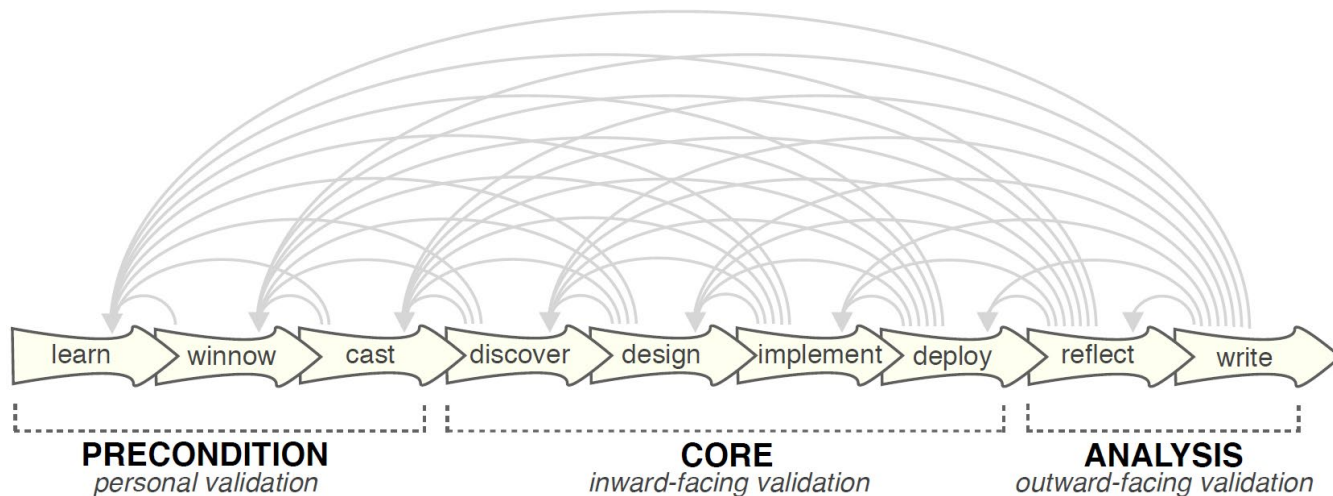 learn
winnow
cast
discover
design
implement
deploy
reflect
write
PRECONDITION
personal validation
CORE
inward-facing validation
ANALYSIS
outward-facing validation